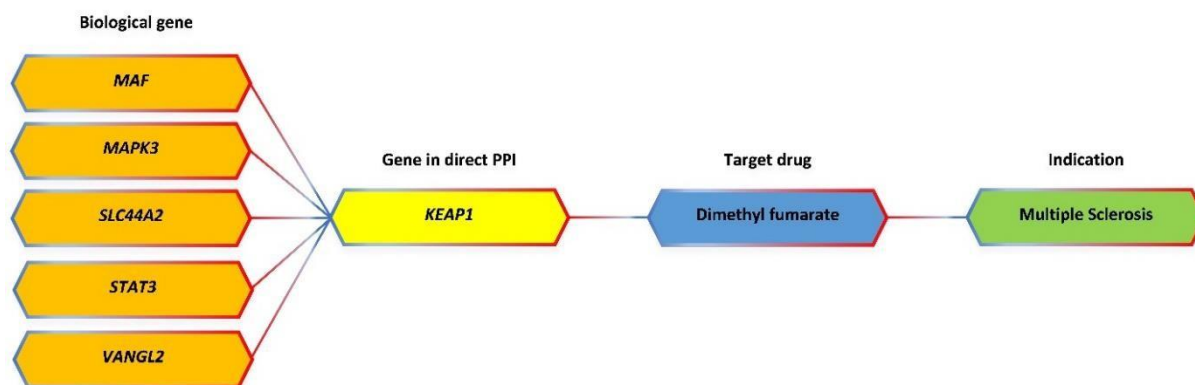 Biological gene
MAF
MAPK3
SLC44A2
STAT3
VANGL2
Gene in direct PPI
KEAP1
Target drug
Dimethyl fumarate
Indication
Multiple Sclerosis